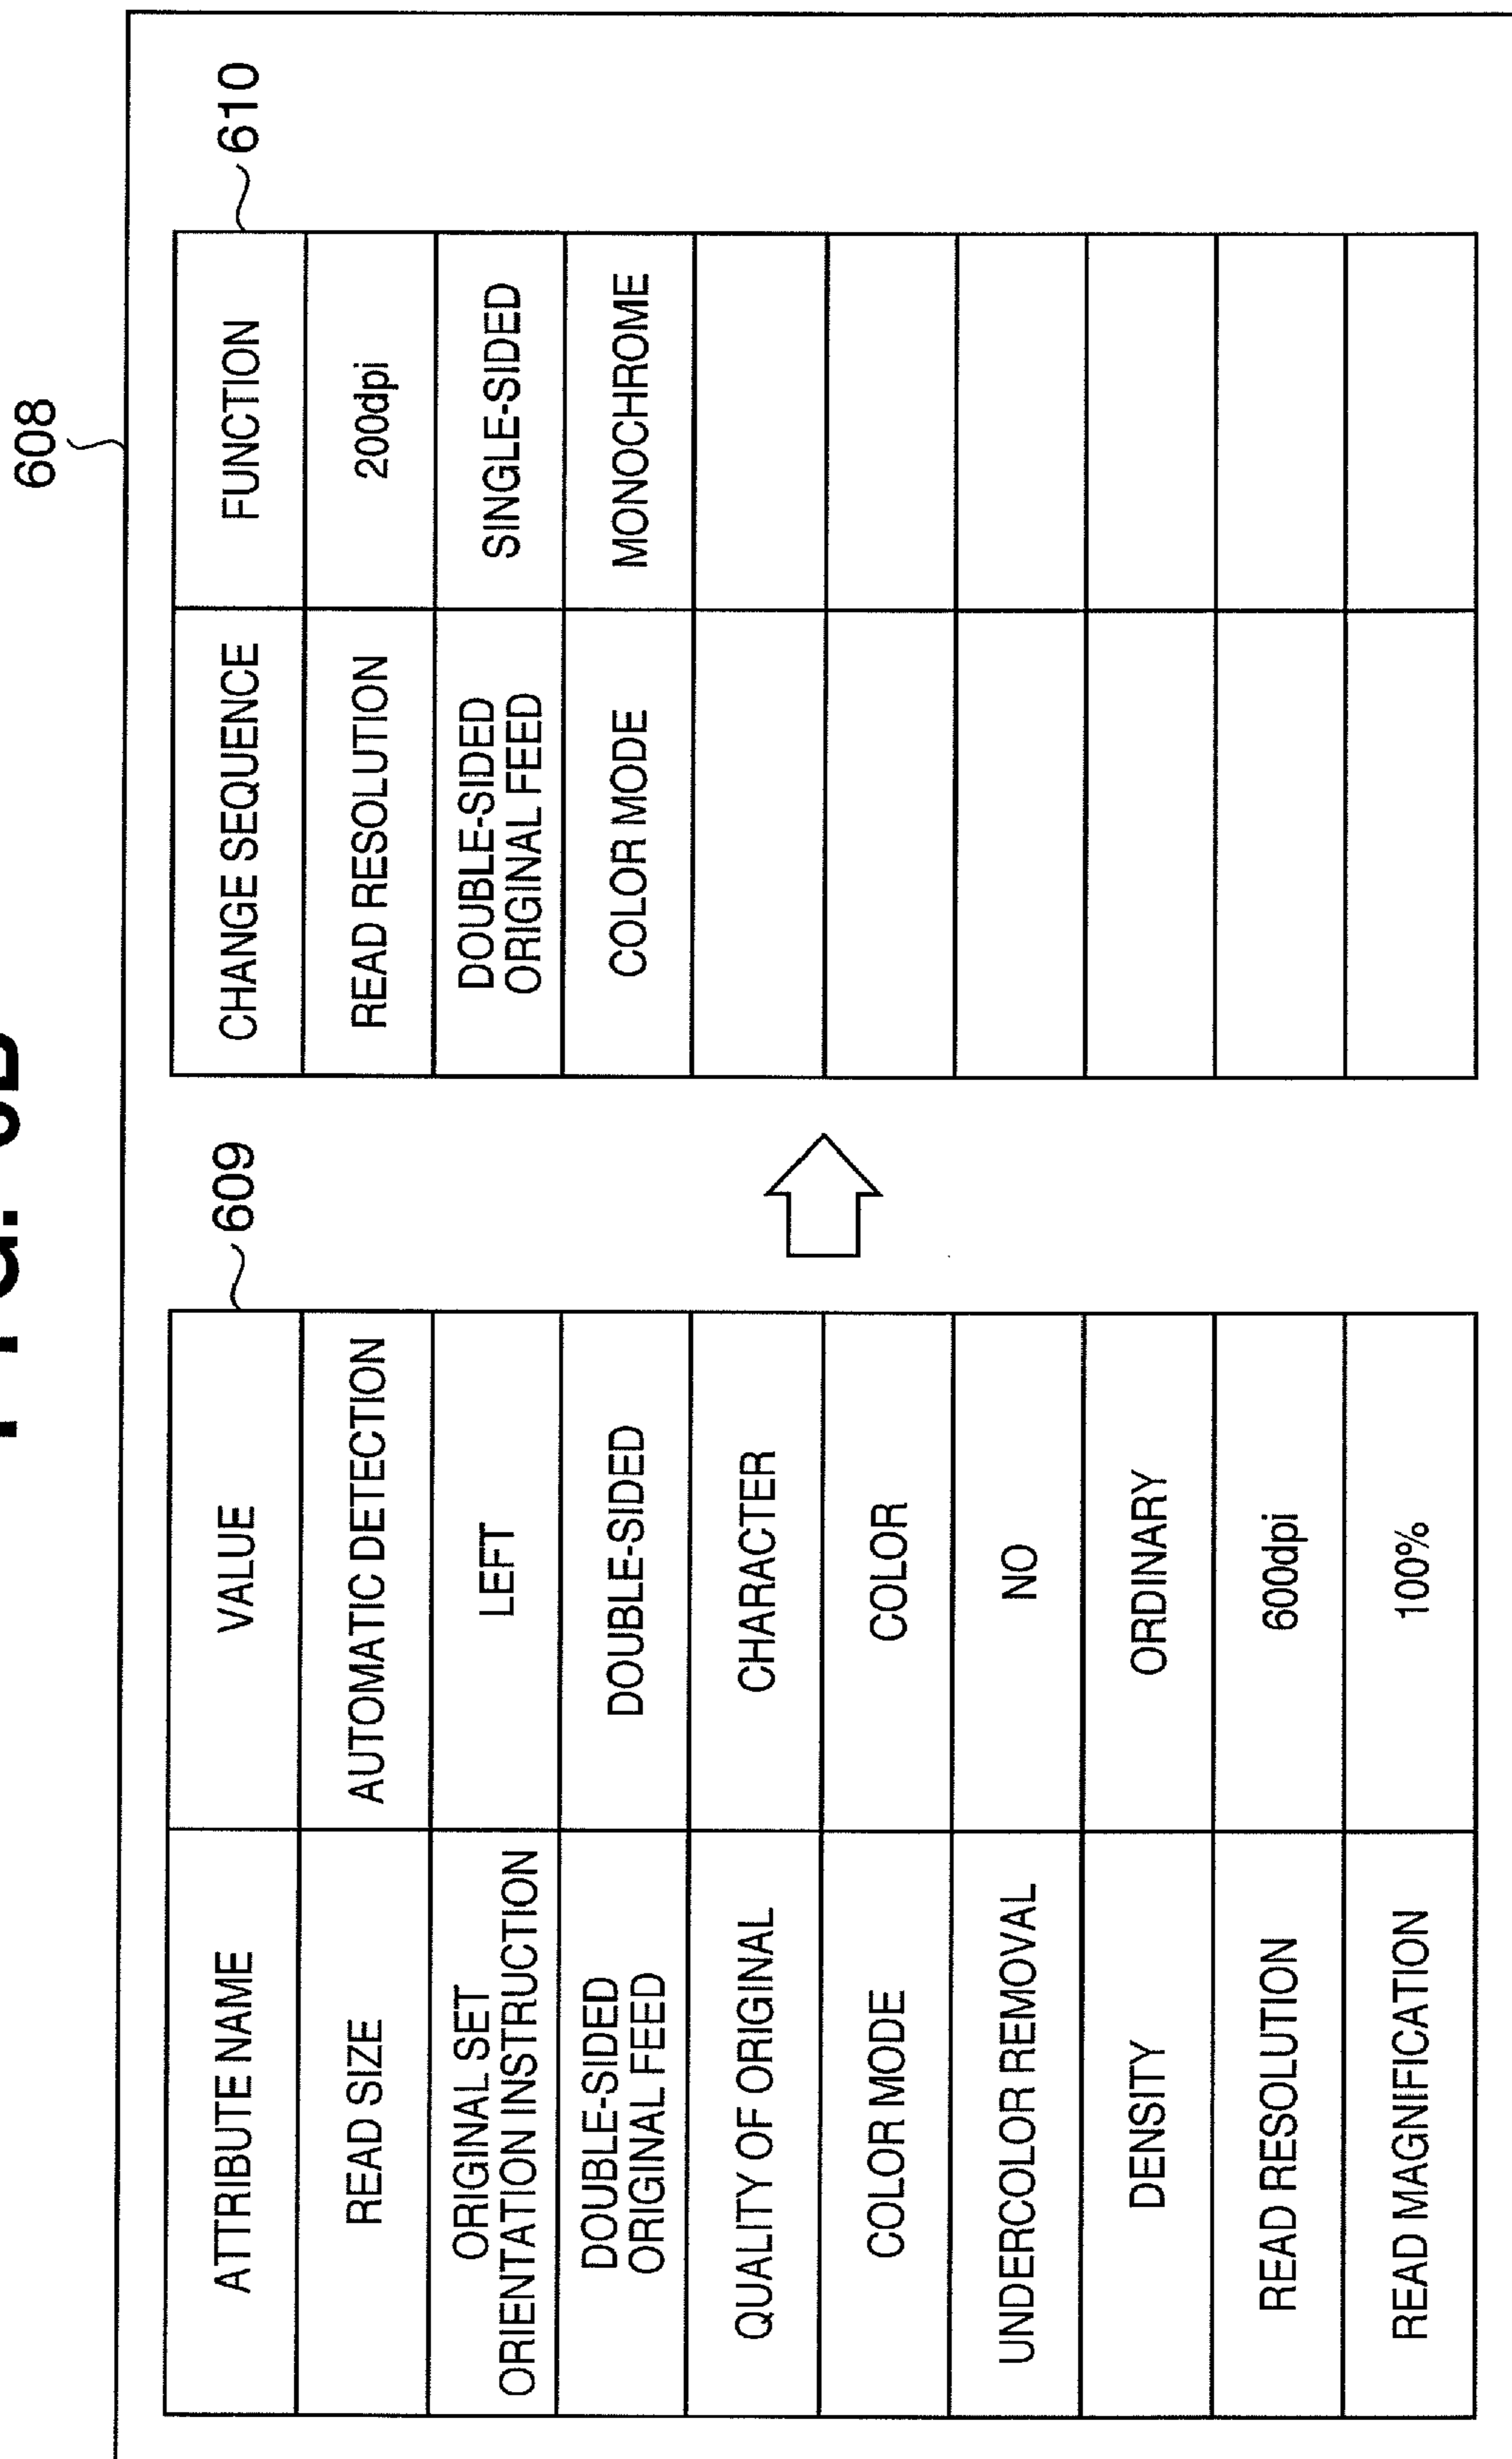 608
609
ATTRIBUTE NAME VALUE
READ SIZE AUTOMATIC DETECTION
ORIGINAL SET
ORIENTATION INSTRUCTION LEFT
DOUBLE-SIDED
ORIGINAL FEED DOUBLE-SIDED
QUALITY OF ORIGINAL CHARACTER
COLOR MODE COLOR
UNDERCOLOR REMOVAL NO
DENSITY ORDINARY
READ RESOLUTION 600dpi
READ MAGNIFICATION 100%
610
CHANGE SEQUENCE FUNCTION
READ RESOLUTION 200dpi
DOUBLE-SIDED
ORIGINAL FEED SINGLE-SIDED
COLOR MODE MONOCHROME